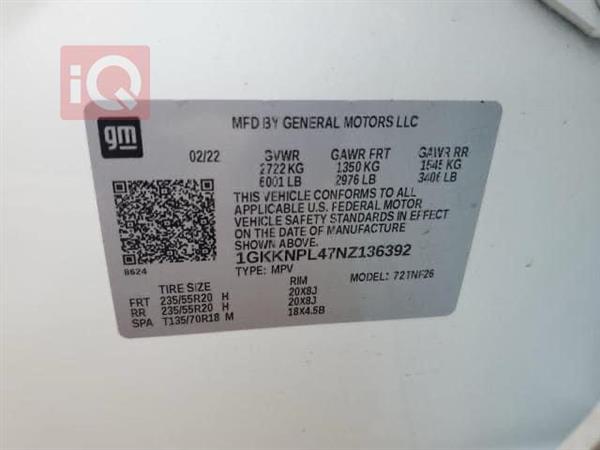 iQ
gm
MFD BY GENERAL MOTORS LLC
02/22 GVWR GAWR FRT GAWR RR
2722 KG 1350 KG 1545 KG
6001 LB 2976 LB 3406 LB
THIS VEHICLE CONFORMS TO ALL
APPLICABLE U.S. FEDERAL MOTOR
VEHICLE SAFETY STANDARDS IN EFFECT
ON THE DATE OF MANUFACTURE
SHOWN ABOVE.
1GKKNPL47NZ136392
8624
TYPE: MPV MODEL: 72TNF26
TIRE SIZE RIM
FRT 235/55R20 H 20X8J
RR 235/55R20 H 20X8J
SPA T135/70R18 M 18X4.5B